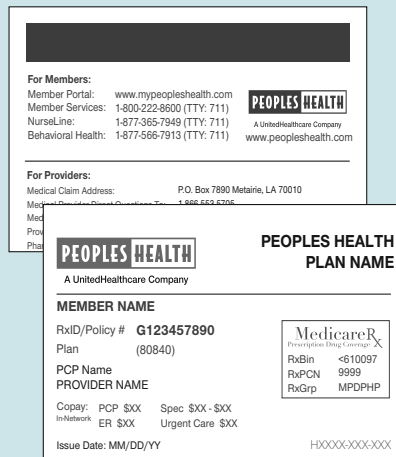 For Members:
Member Portal: www.mypeopleshealth.com
Member Services: 1-800-222-8600 (TTY: 711)
NurseLine: 1-877-365-7949 (TTY: 711)
Behavioral Health: 1-877-566-7913 (TTY: 711)
PEOPLES HEALTH
A UnitedHealthcare Company
www.peopleshealth.com
For Providers:
Medical Claim Address: P.O. Box 7890 Metairie, LA 70010
PEOPLES HEALTH
A UnitedHealthcare Company
PEOPLES HEALTH
PLAN NAME
MEMBER NAME
RxID/Policy # G123457890
Plan (80840)
PCP Name
PROVIDER NAME
Copay: PCP $XX Spec $XX - $XX
In-Network ER $XX Urgent Care $XX
Issue Date: MM/DD/YY
MedicareRx
Prescription Drug Coverage
RxBin <610097
RxPCN 9999
RxGrp MPDPHP
HXXXX-XXX-XXX